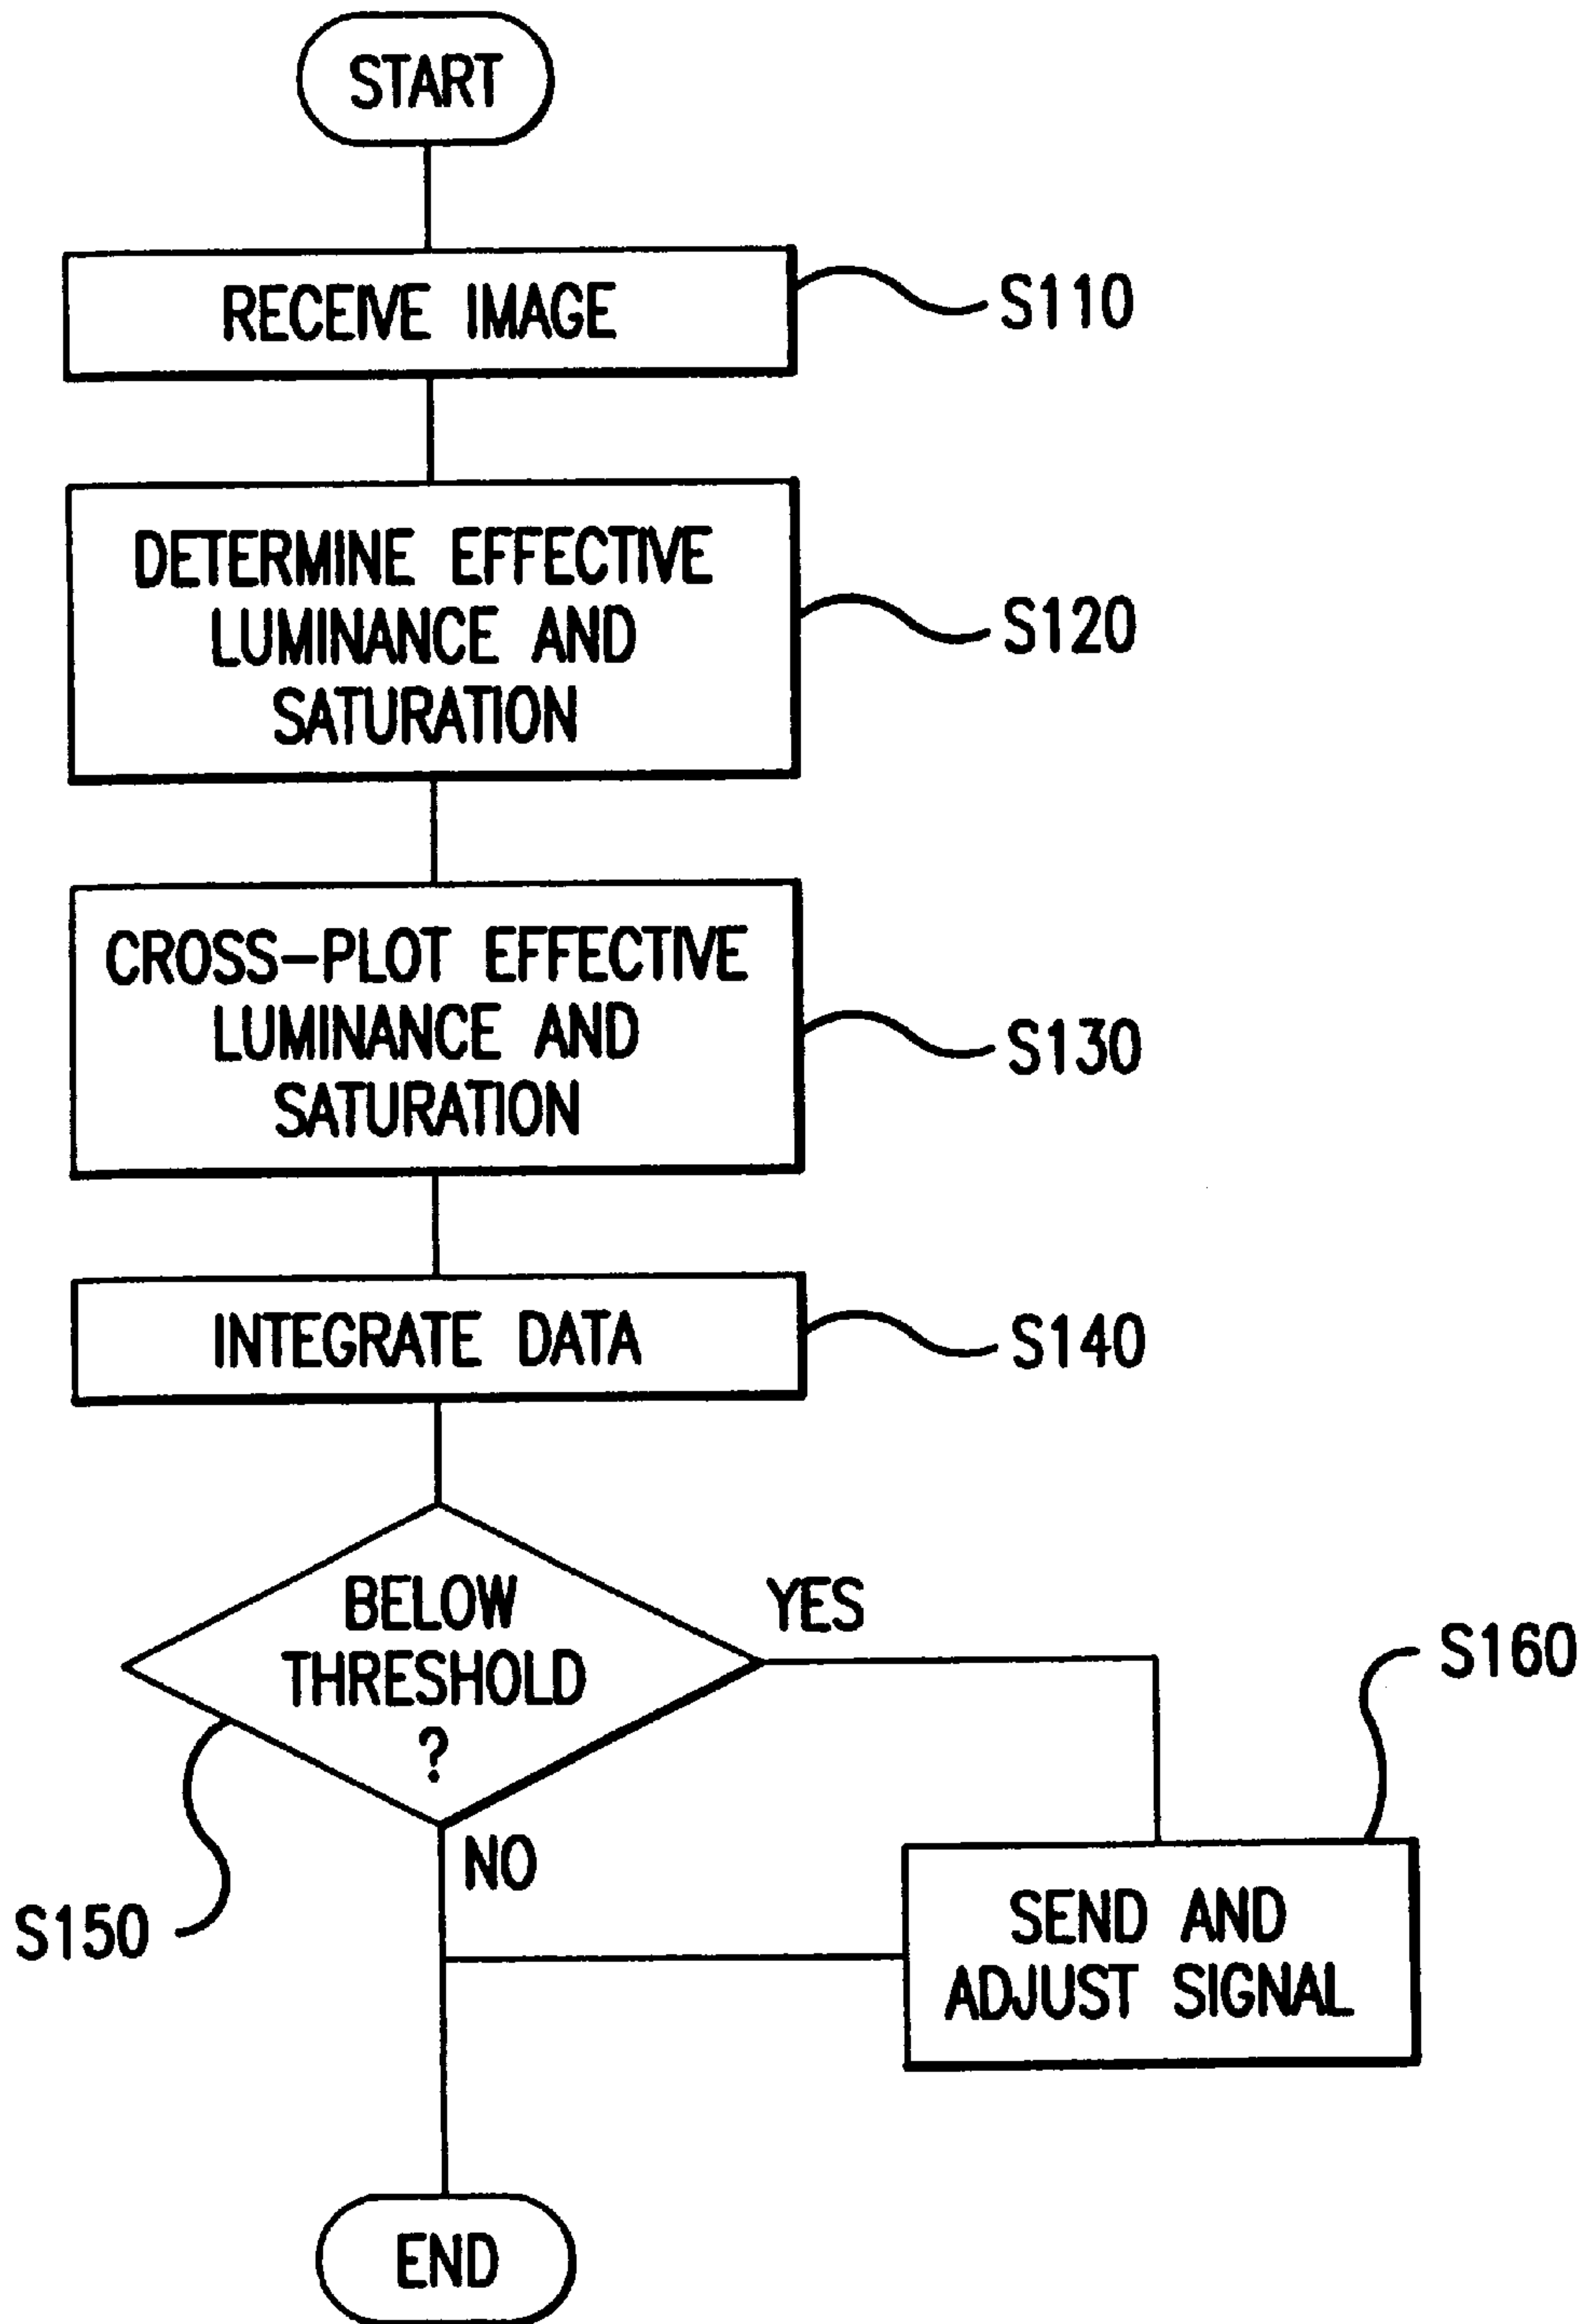 START
RECEIVE IMAGE
S110
DETERMINE EFFECTIVE
LUMINANCE AND
SATURATION
S120
CROSS-PLOT EFFECTIVE
LUMINANCE AND
SATURATION
S130
INTEGRATE DATA
S140
BELOW
THRESHOLD
?
YES
S160
NO
S150
SEND AND
ADJUST SIGNAL
END